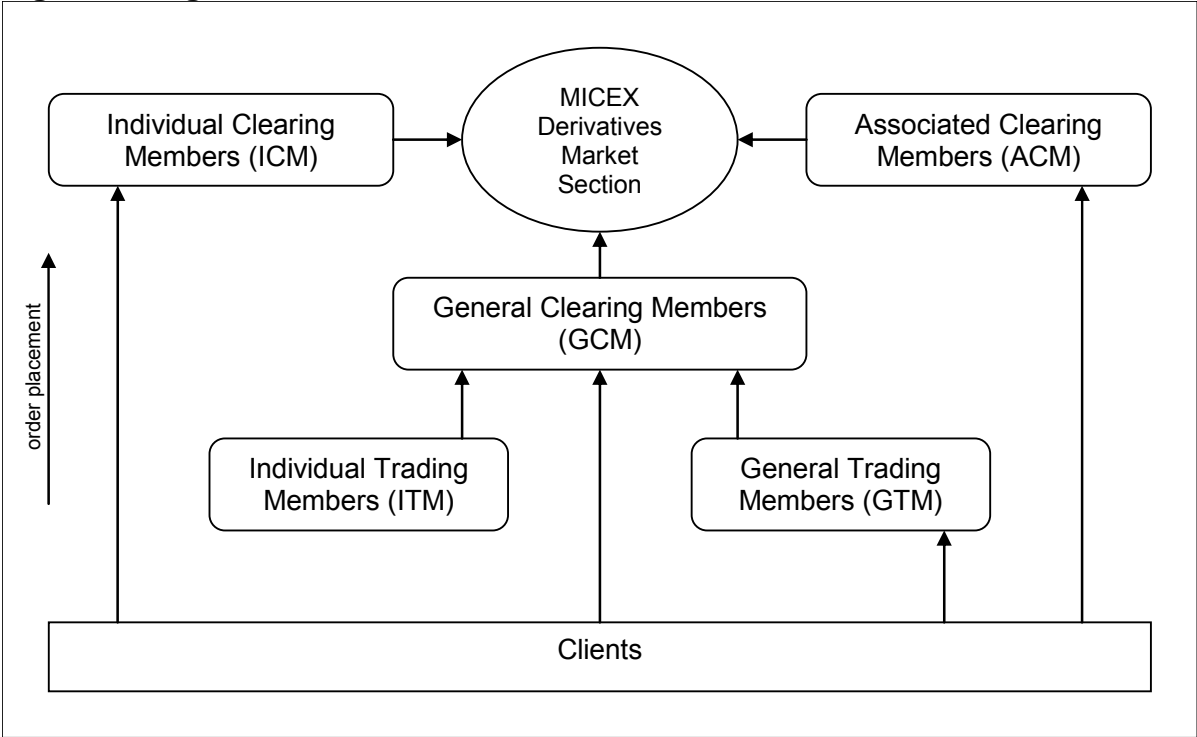 MICEX
Derivatives
Market
Section
Individual Clearing
Members (ICM)
Associated Clearing
Members (ACM)
General Clearing Members
(GCM)
order placement
Individual Trading
Members (ITM)
General Trading
Members (GTM)
Clients